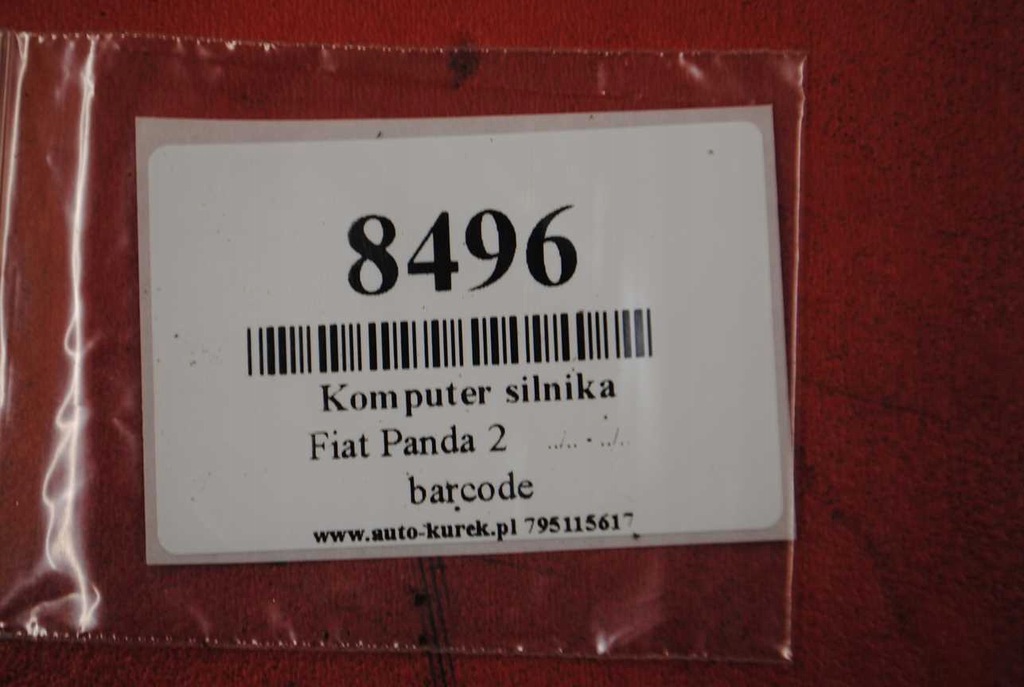 8496
Komputer silnika
Fiat Panda 2 ../.. - ../..
barcode
www.auto-kurek.pl 795115617